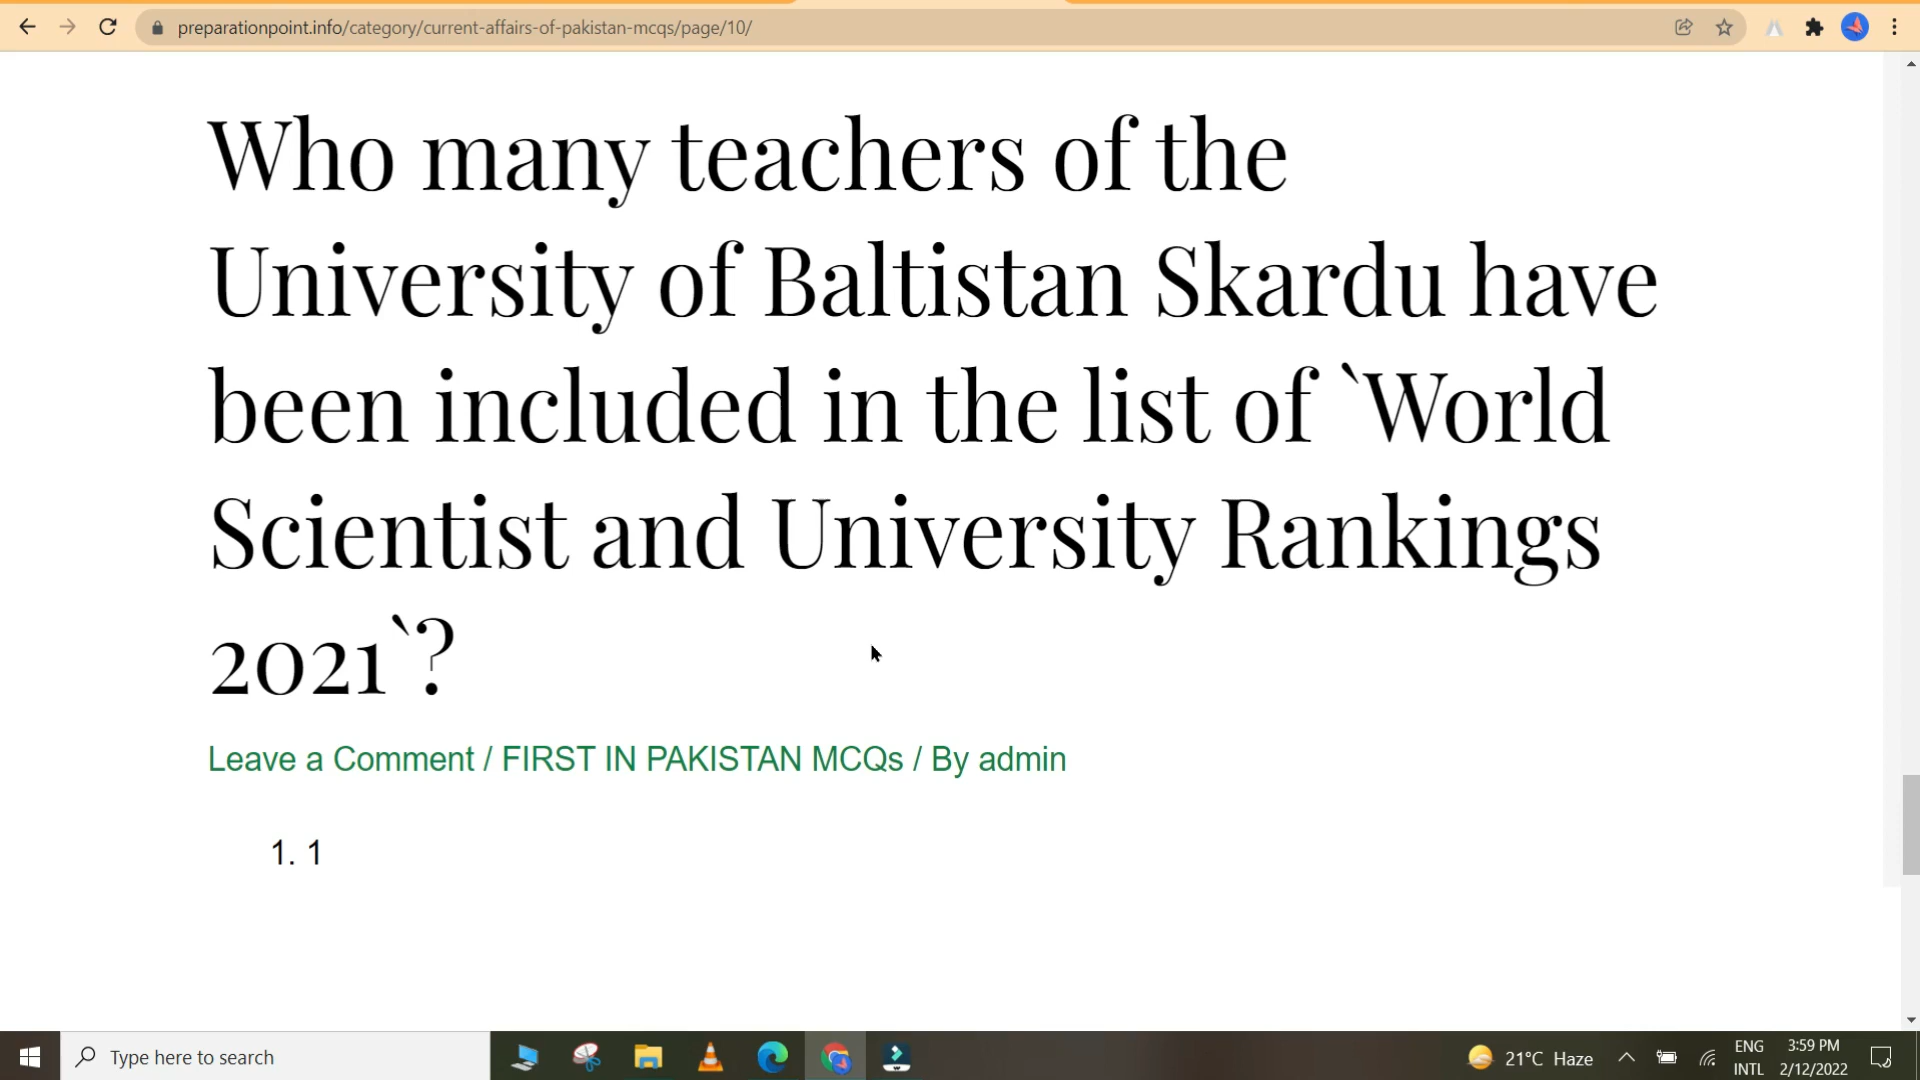 preparationpoint.info/category/current-affairs-of-pakistan-mcqs/page/10/
Who many teachers of the
University of Baltistan Skardu have
been included in the list of `World
Scientist and University Rankings
2021`?
Leave a Comment / FIRST IN PAKISTAN MCQs / By admin
1. 1
Type here to search
21°C Haze
ENG
INTL
3:59 PM
2/12/2022